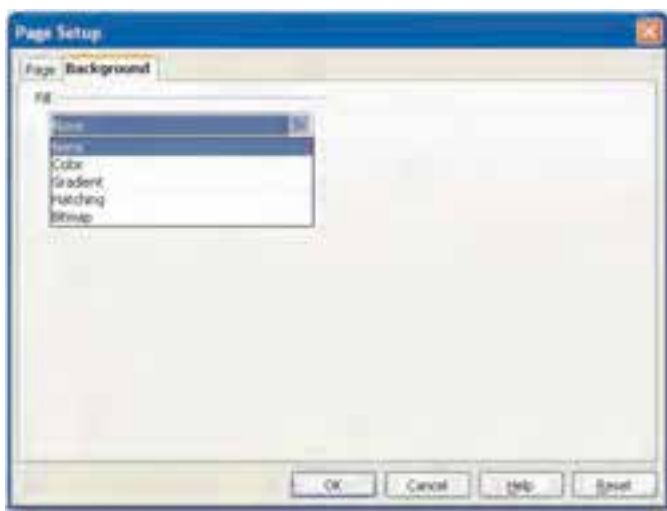 Page Setup
Page Background
Fill
None
None
Color
Gradient
Hatching
Bitmap
OK Cancel Help Reset